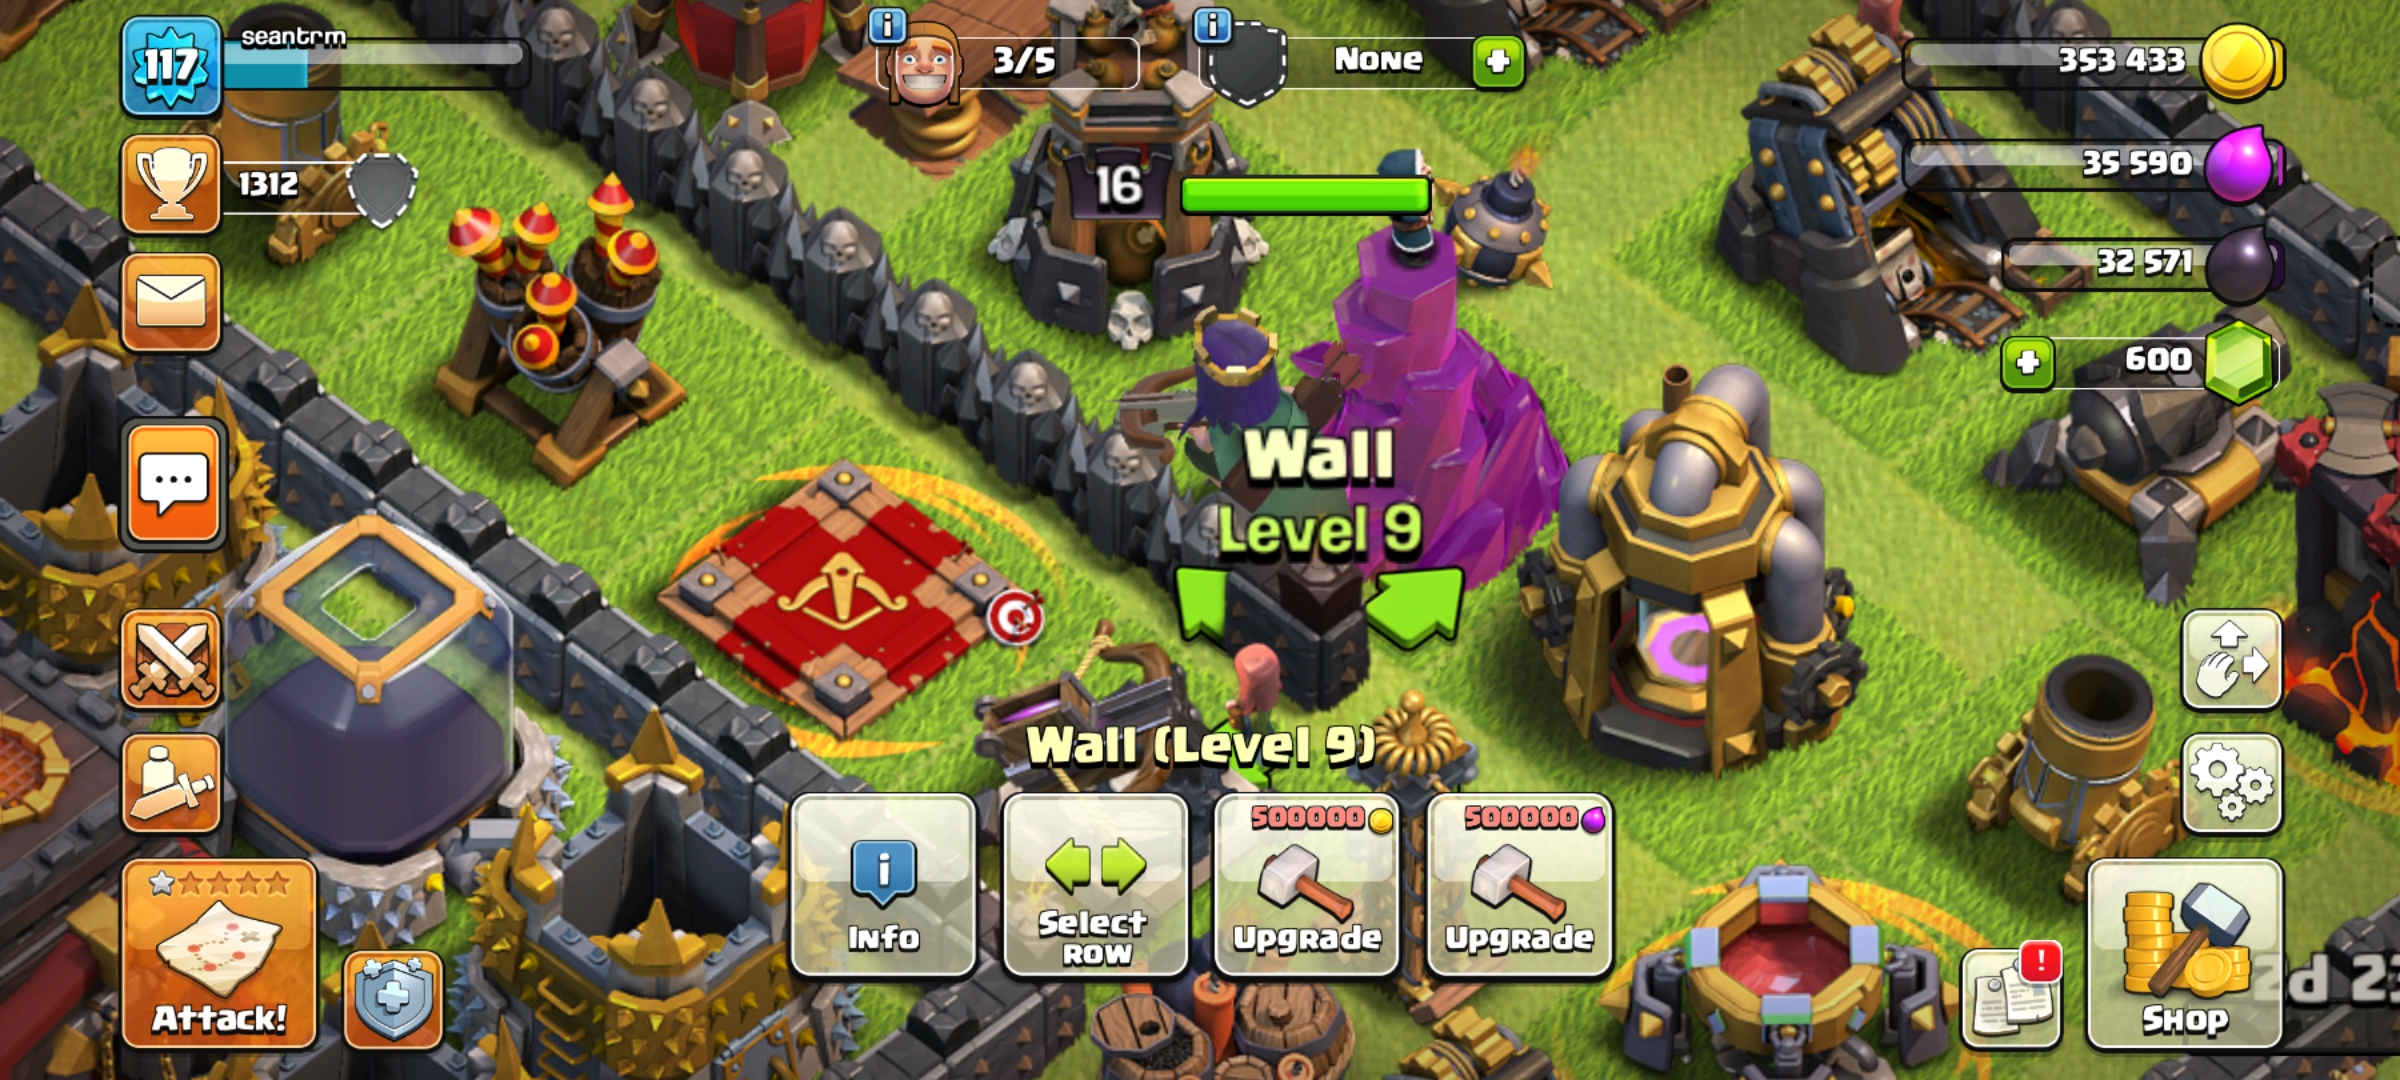 117
seantrm
3/5
None
353 433
1312
16
35 590
32 571
600
Wall
Level 9
Wall (Level 9)
Info
Select
Row
500000
Upgrade
500000
Upgrade
Attack!
!
Shop